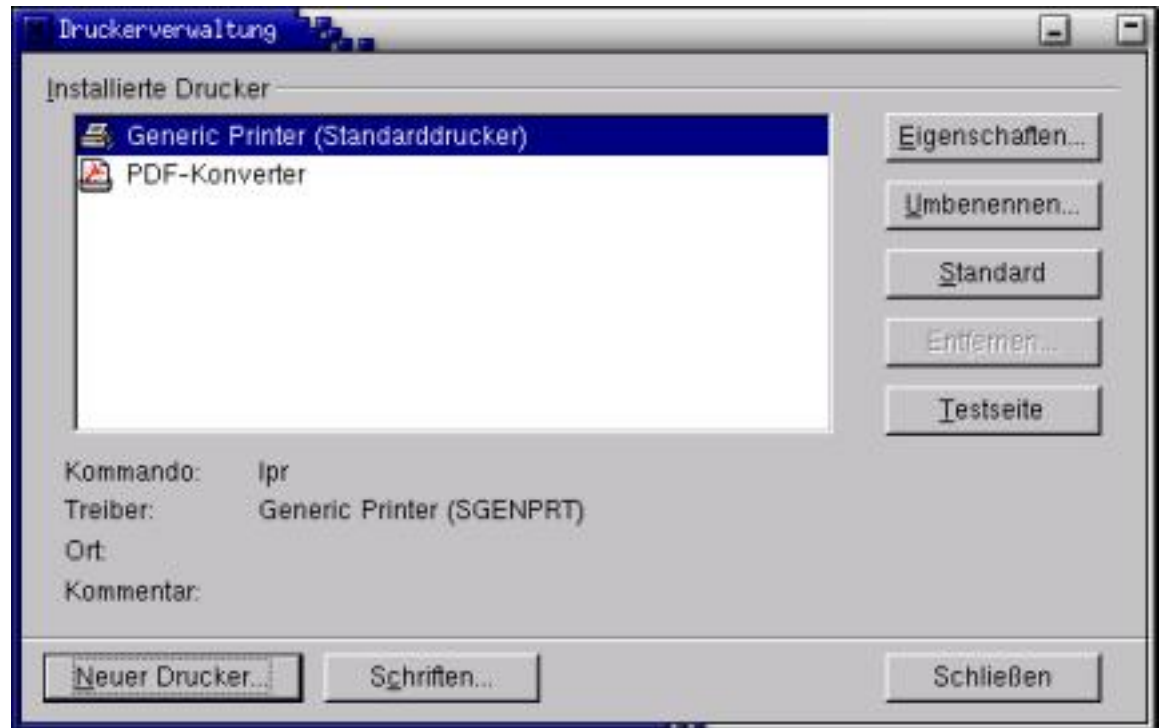 Druckerverwaltung
Installierte Drucker
Generic Printer (Standarddrucker)
PDF-Konverter
Eigenschaften...
Umbenennen...
Standard
Entfernen...
Testseite
Kommando: lpr
Treiber: Generic Printer (SGENPRT)
Ort:
Kommentar:
Neuer Drucker...
Schriften...
Schließen